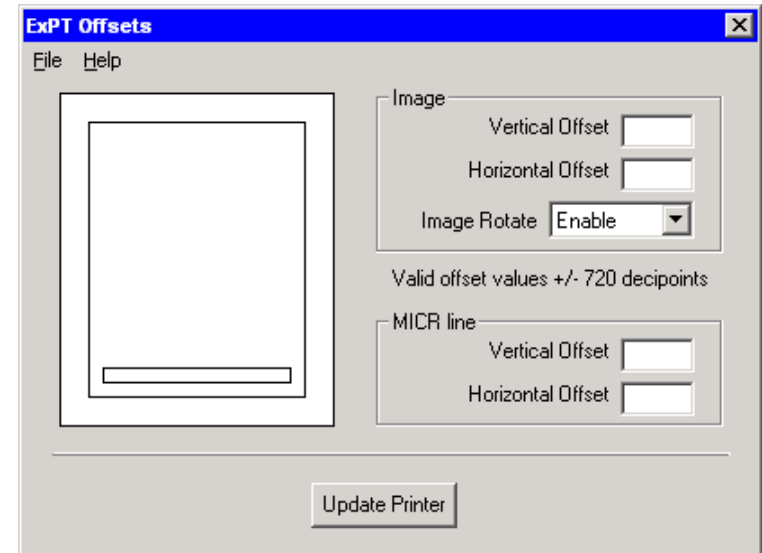 ExPT Offsets
File Help
Image
Vertical Offset
Horizontal Offset
Image Rotate Enable
Valid offset values +/- 720 decipoints
MICR line
Vertical Offset
Horizontal Offset
Update Printer